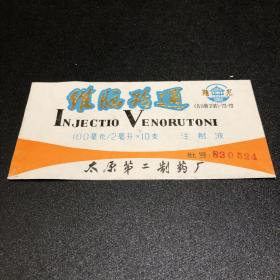 维脑路通
INJECTIO VENORUTONI
100毫克/2毫升×10支 注射液
批号：830524
太原第二制药厂